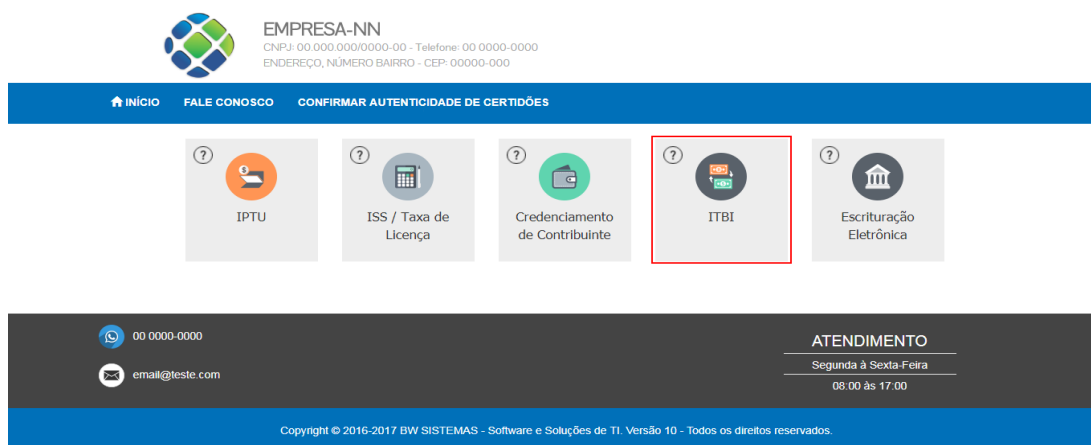 EMPRESA-NN
CNPJ: 00.000.000/0000-00 - Telefone: 00 0000-0000
ENDEREÇO, NÚMERO BAIRRO - CEP: 00000-000
INÍCIO FALE CONOSCO CONFIRMAR AUTENTICIDADE DE CERTIDÕES
? ? ? ? ?
IPTU ISS / Taxa de Credenciamento ITBI Escrituração
Licença de Contribuinte Eletrônica
00 0000-0000
email@teste.com
ATENDIMENTO
Segunda à Sexta-Feira
08:00 às 17:00
Copyright © 2016-2017 BW SISTEMAS - Software e Soluções de TI. Versão 10 - Todos os direitos reservados.